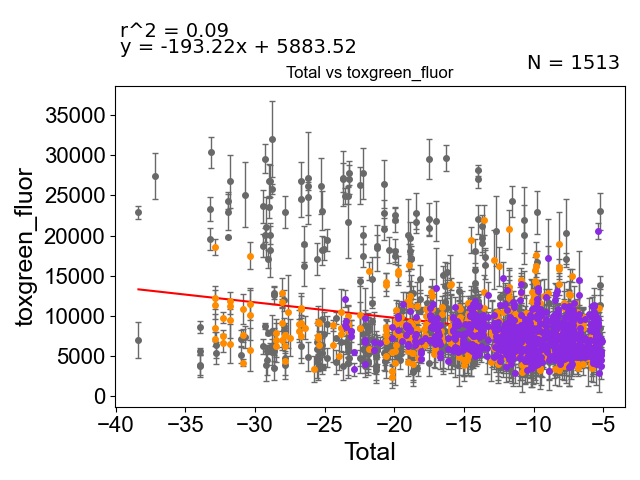 r^2 = 0.09
y = -193.22x + 5883.52
N = 1513
Total vs toxgreen_fluor
toxgreen_fluor
35000
30000
25000
20000
15000
10000
5000
0
−40
−35
−30
−25
−20
−15
−10
−5
Total